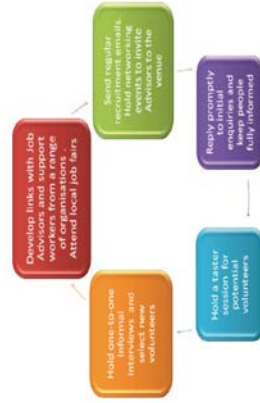 Develop links with Job
Advisors and support
workers from a range
of organisations .
Attend local job fairs
Send regular
recruitment emails.
Hold networking
events to invite
Advisors to the
venue
Reply promptly
to initial
enquiries and
keep people
fully informed
Hold a taster
session for
potential
volunteers
Hold one-to-one
informal
interviews and
select new
volunteers